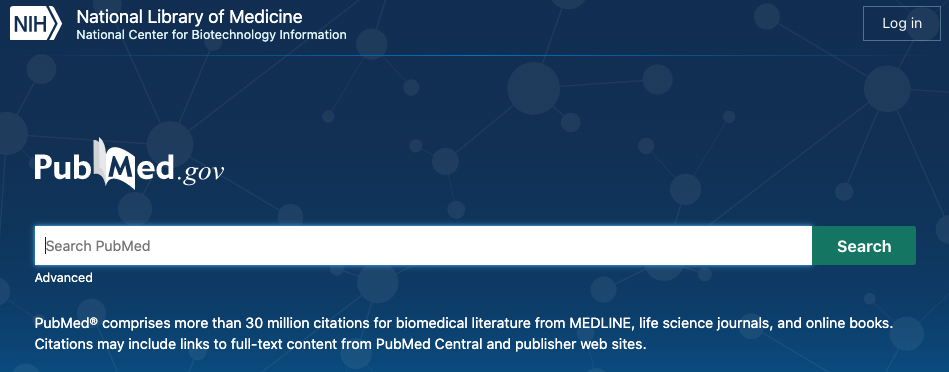 NIH
National Library of Medicine
National Center for Biotechnology Information
Log in
PubMed.gov
Search PubMed
Search
Advanced
PubMed® comprises more than 30 million citations for biomedical literature from MEDLINE, life science journals, and online books.
Citations may include links to full-text content from PubMed Central and publisher web sites.